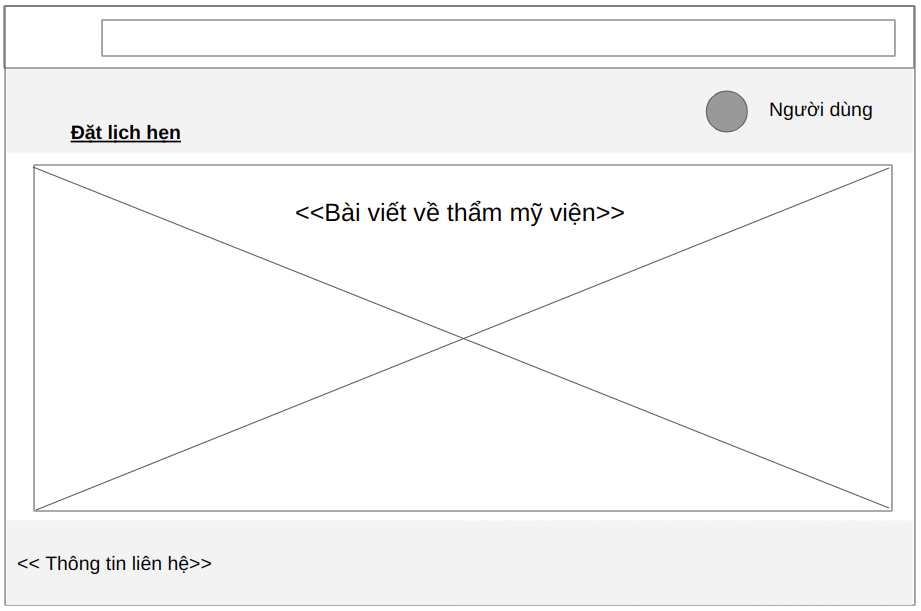 Người dùng
Đặt lịch hẹn
<<Bài viết về thẩm mỹ viện>>
<< Thông tin liên hệ>>